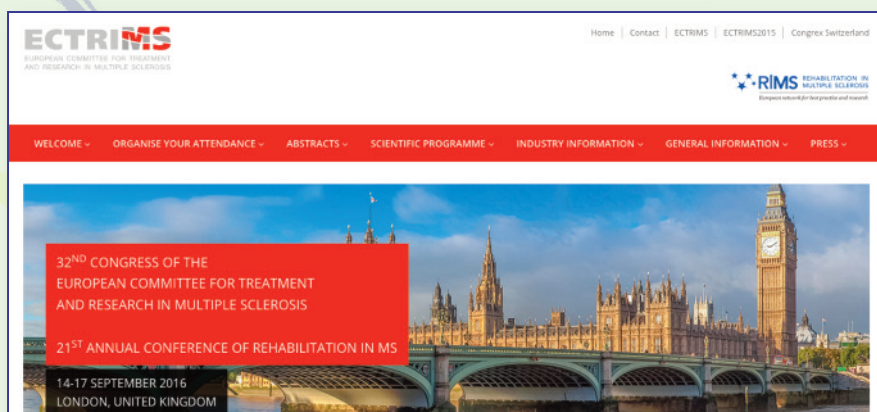 ECTRIMS
EUROPEAN COMMITTEE FOR TREATMENT
AND RESEARCH IN MULTIPLE SCLEROSIS
Home | Contact | ECTRIMS | ECTRIMS2015 | Congrex Switzerland
RIMS REHABILITATION IN
MULTIPLE SCLEROSIS
European network for best practice and research
WELCOME ORGANISE YOUR ATTENDANCE ABSTRACTS SCIENTIFIC PROGRAMME INDUSTRY INFORMATION GENERAL INFORMATION PRESS
32ND CONGRESS OF THE
EUROPEAN COMMITTEE FOR TREATMENT
AND RESEARCH IN MULTIPLE SCLEROSIS
21ST ANNUAL CONFERENCE OF REHABILITATION IN MS
14-17 SEPTEMBER 2016
LONDON, UNITED KINGDOM